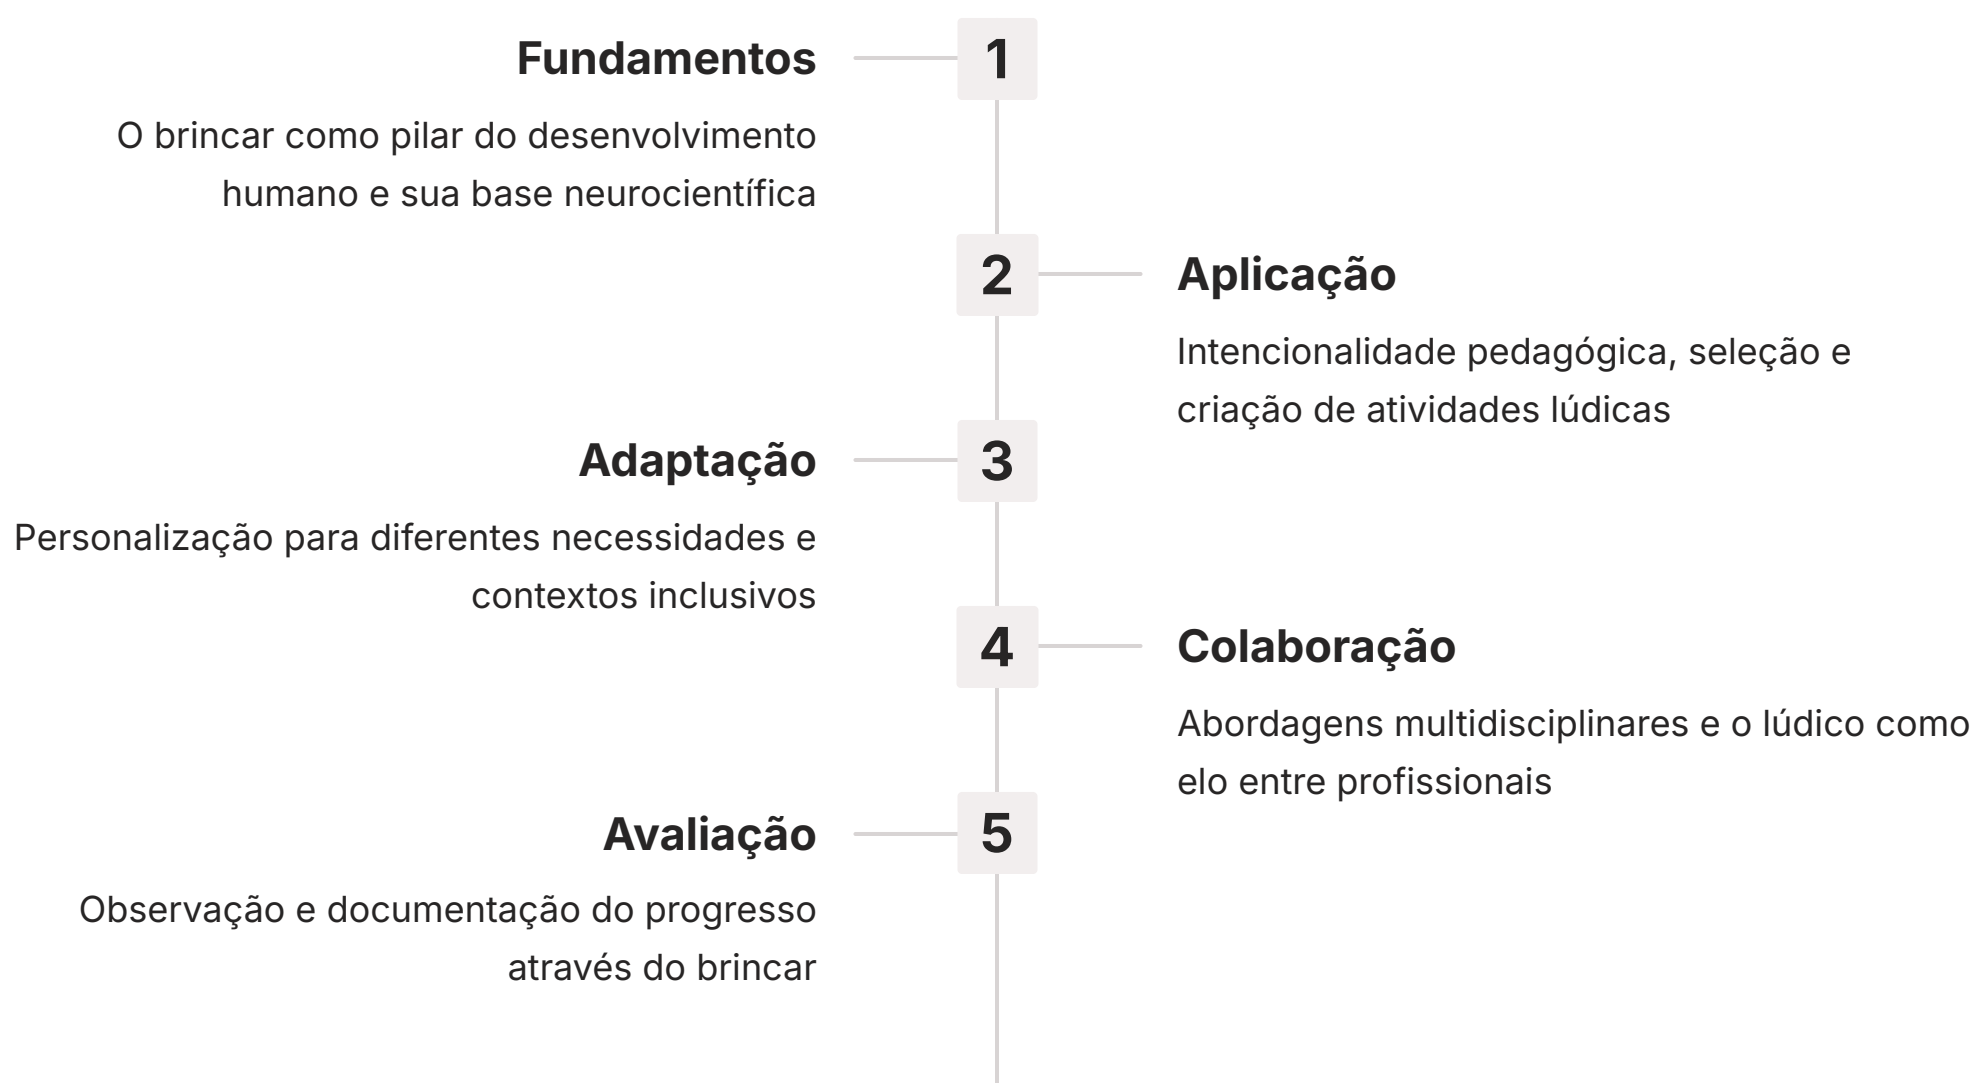 Fundamentos
1
O brincar como pilar do desenvolvimento
humano e sua base neurocientífica
2
Aplicação
Intencionalidade pedagógica, seleção e
criação de atividades lúdicas
Adaptação
3
Personalização para diferentes necessidades e
contextos inclusivos
4
Colaboração
Abordagens multidisciplinares e o lúdico como
elo entre profissionais
Avaliação
5
Observação e documentação do progresso
através do brincar